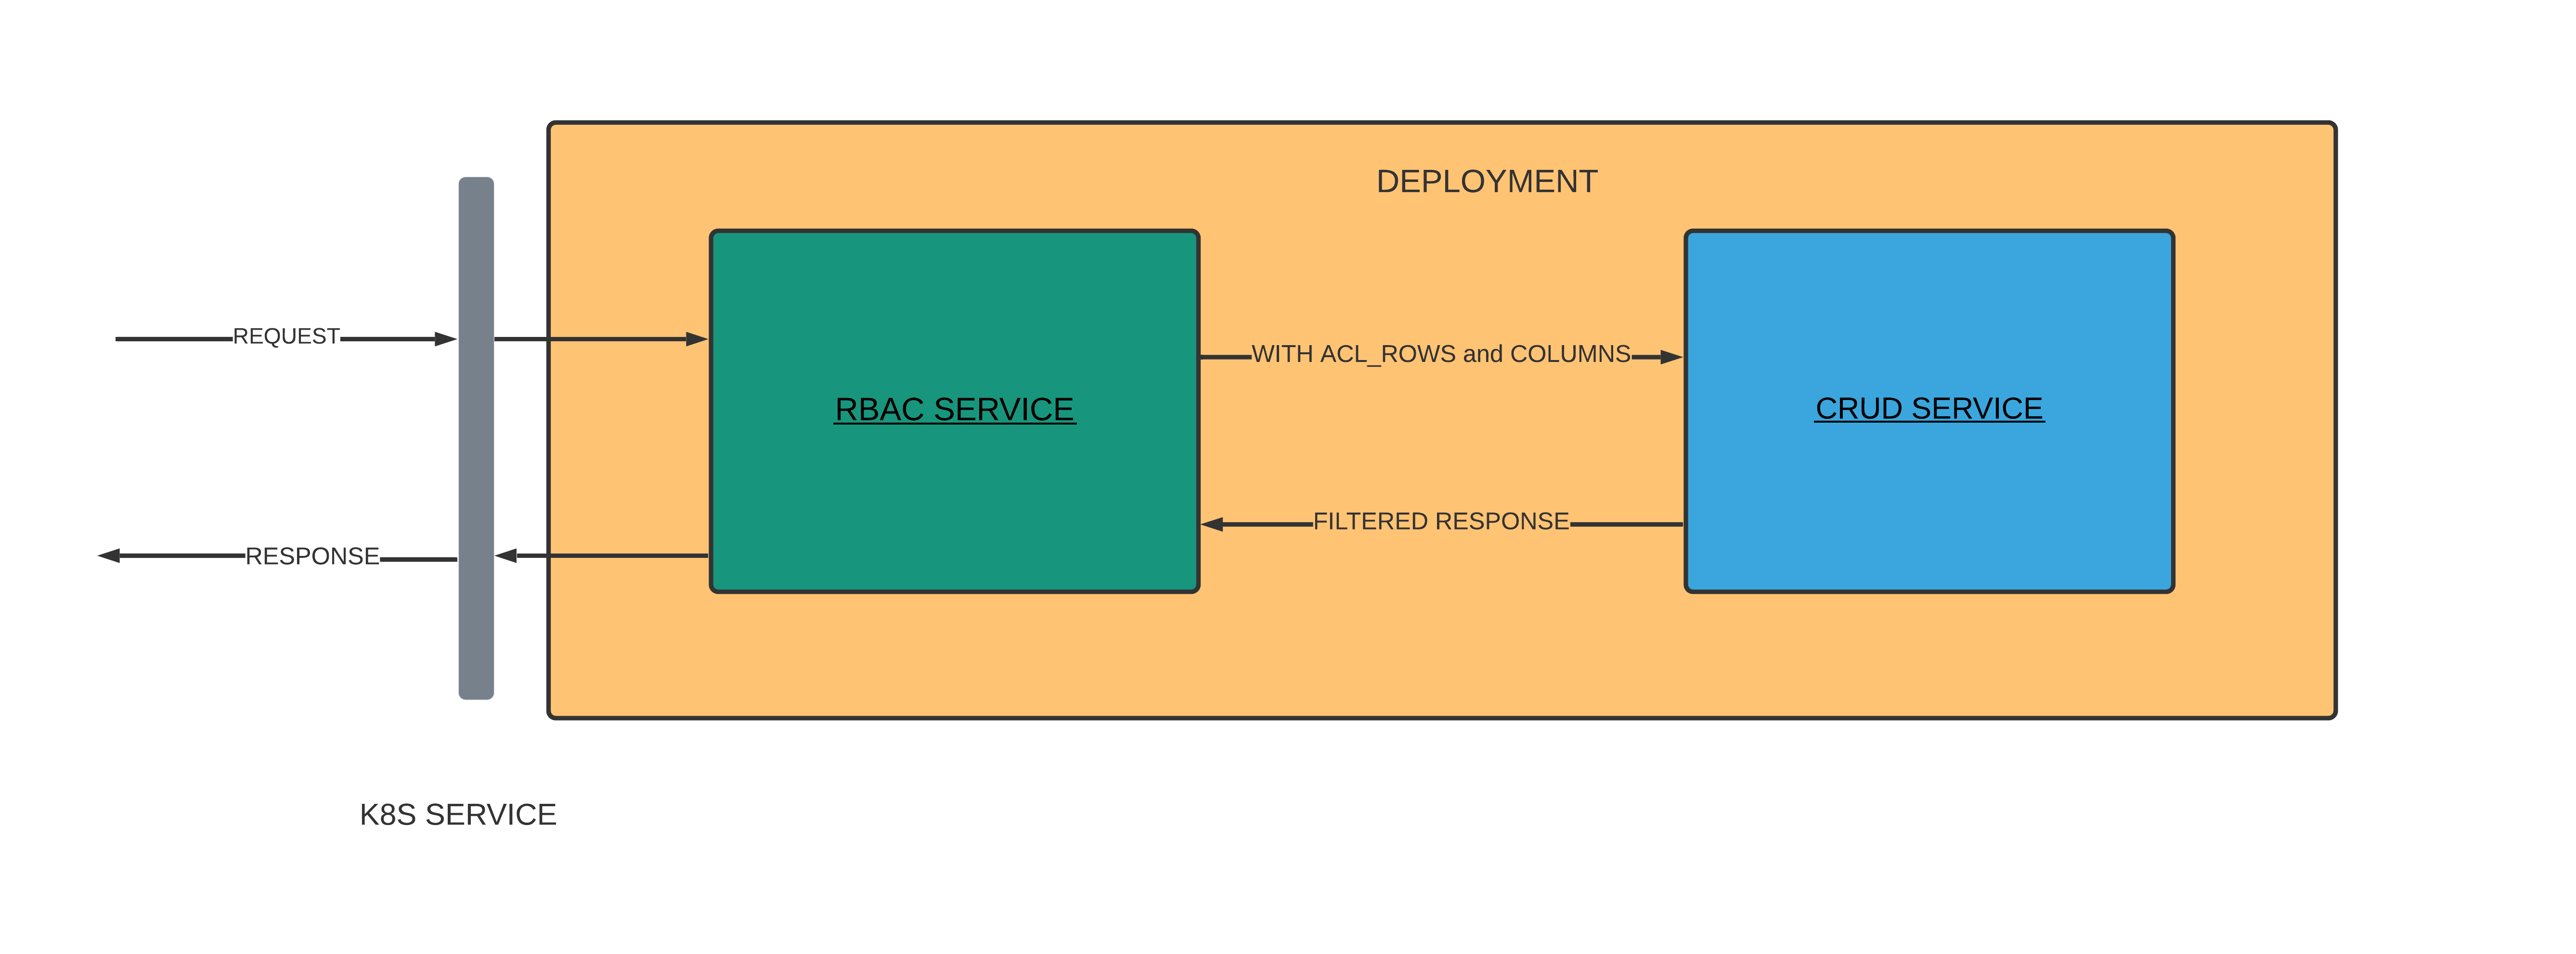 DEPLOYMENT
REQUEST
WITH ACL_ROWS and COLUMNS
RBAC SERVICE
CRUD SERVICE
FILTERED RESPONSE
RESPONSE
K8S SERVICE